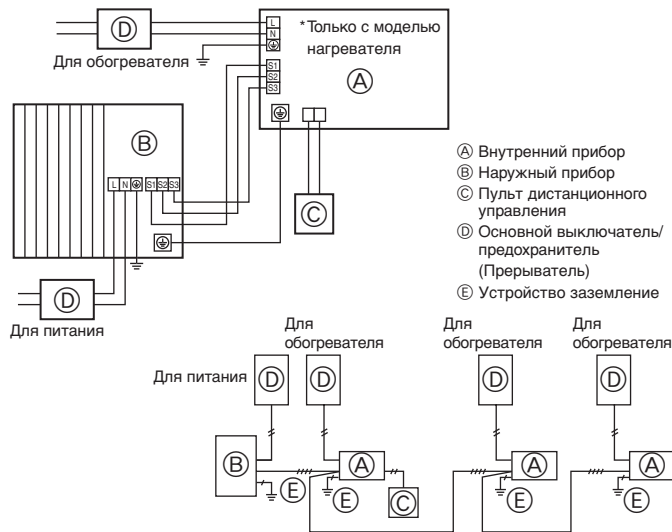 Ⓓ
L
N
*Только с моделью
нагревателя
Для обогревателя
S1
S2
S3
Ⓐ
Ⓑ
L N S1 S2 S3
Ⓒ
Ⓓ
Для питания
Ⓐ Внутренний прибор
Ⓑ Наружный прибор
Ⓒ Пульт дистанционного
управления
Ⓓ Основной выключатель/
предохранитель
(Прерыватель)
Ⓔ Устройство заземление
Для питания
Для
обогревателя
Для
обогревателя
Для
обогревателя
Ⓓ
Ⓓ
Ⓓ
Ⓓ
Ⓑ
Ⓐ
Ⓐ
Ⓐ
Ⓔ
Ⓔ
Ⓒ
Ⓔ
Ⓔ